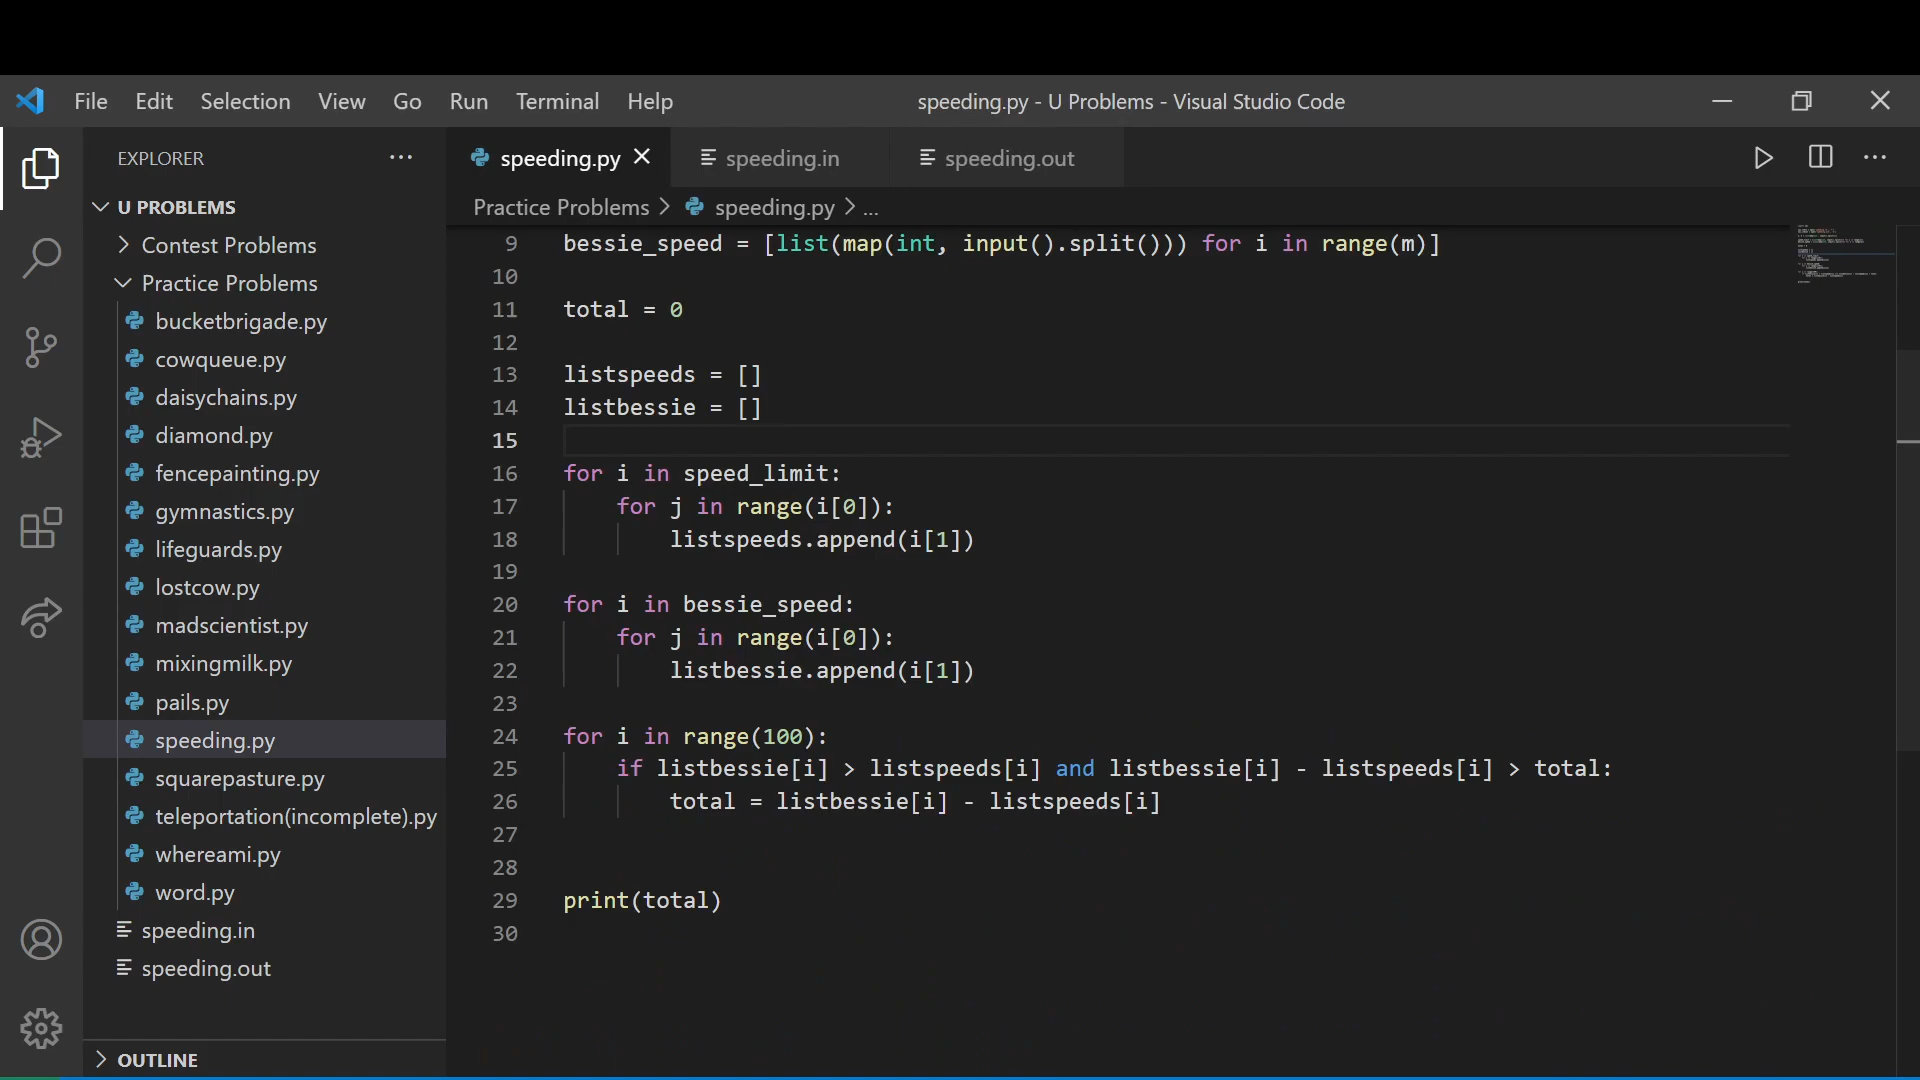 File Edit Selection View Go Run Terminal Help speeding.py - U Problems - Visual Studio Code
EXPLORER
speeding.py speeding.in speeding.out
U PROBLEMS
Practice Problems > speeding.py > ...
Contest Problems
Practice Problems
bucketbrigade.py
cowqueue.py
daisychains.py
diamond.py
fencepainting.py
gymnastics.py
lifeguards.py
lostcow.py
madscientist.py
mixingmilk.py
pails.py
speeding.py
squarepasture.py
teleportation(incomplete).py
whereami.py
word.py
speeding.in
speeding.out
OUTLINE
9 bessie_speed = [list(map(int, input().split())) for i in range(m)]
10
11 total = 0
12
13 listspeeds = []
14 listbessie = []
15
16 for i in speed_limit:
17 for j in range(i[0]):
18 listspeeds.append(i[1])
19
20 for i in bessie_speed:
21 for j in range(i[0]):
22 listbessie.append(i[1])
23
24 for i in range(100):
25 if listbessie[i] > listspeeds[i] and listbessie[i] - listspeeds[i] > total:
26 total = listbessie[i] - listspeeds[i]
27
28
29 print(total)
30